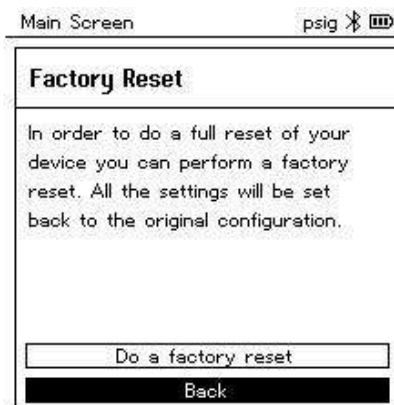 Main Screen psig
Factory Reset
In order to do a full reset of your
device you can perform a factory
reset. All the settings will be set
back to the original configuration.
Do a factory reset
Back